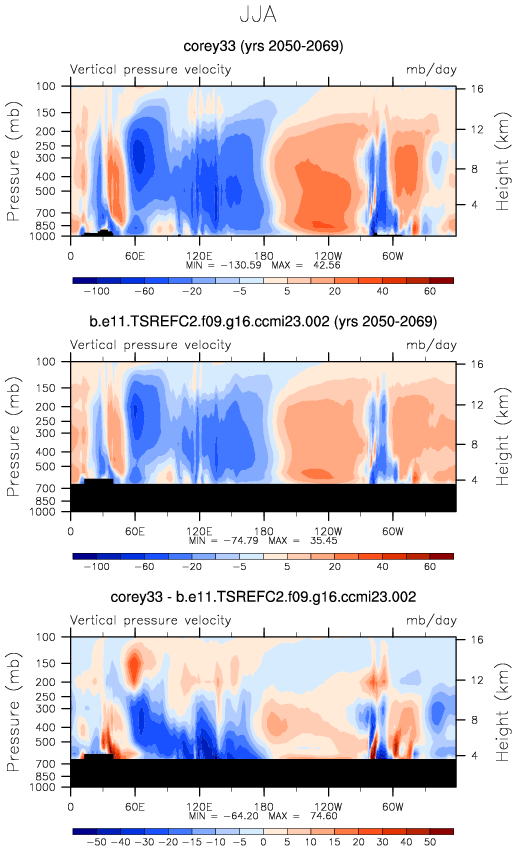 JJA
corey33 (yrs 2050-2069)
Vertical pressure velocity mb/day
Pressure (mb)
100
150
200
250
300
400
500
700
850
1000
16
12
8
4
Height (km)
0 60E 120E 180 120W 60W
MIN = -130.59 MAX = 42.56
-100 -20 -5 5 20 40 60
b.e11.TSREFC2.f09.g16.ccmi23.002 (yrs 2050-2069)
Vertical pressure velocity mb/day
Pressure (mb)
100
150
200
250
300
400
500
700
850
1000
16
12
8
4
Height (km)
0 60E 120E 180 120W 60W
MIN = -74.79 MAX = 35.45
-100 -20 -5 5 20 40 60
corey33 - b.e11.TSREFC2.f09.g16.ccmi23.002
Vertical pressure velocity mb/day
Pressure (mb)
100
150
200
250
300
400
500
700
850
1000
16
12
8
4
Height (km)
0 60E 120E 180 120W 60W
MIN = -64.20 MAX = 74.60
-50 -40 -30 -20 -15 -10 -5 0 5 10 15 20 30 40 50